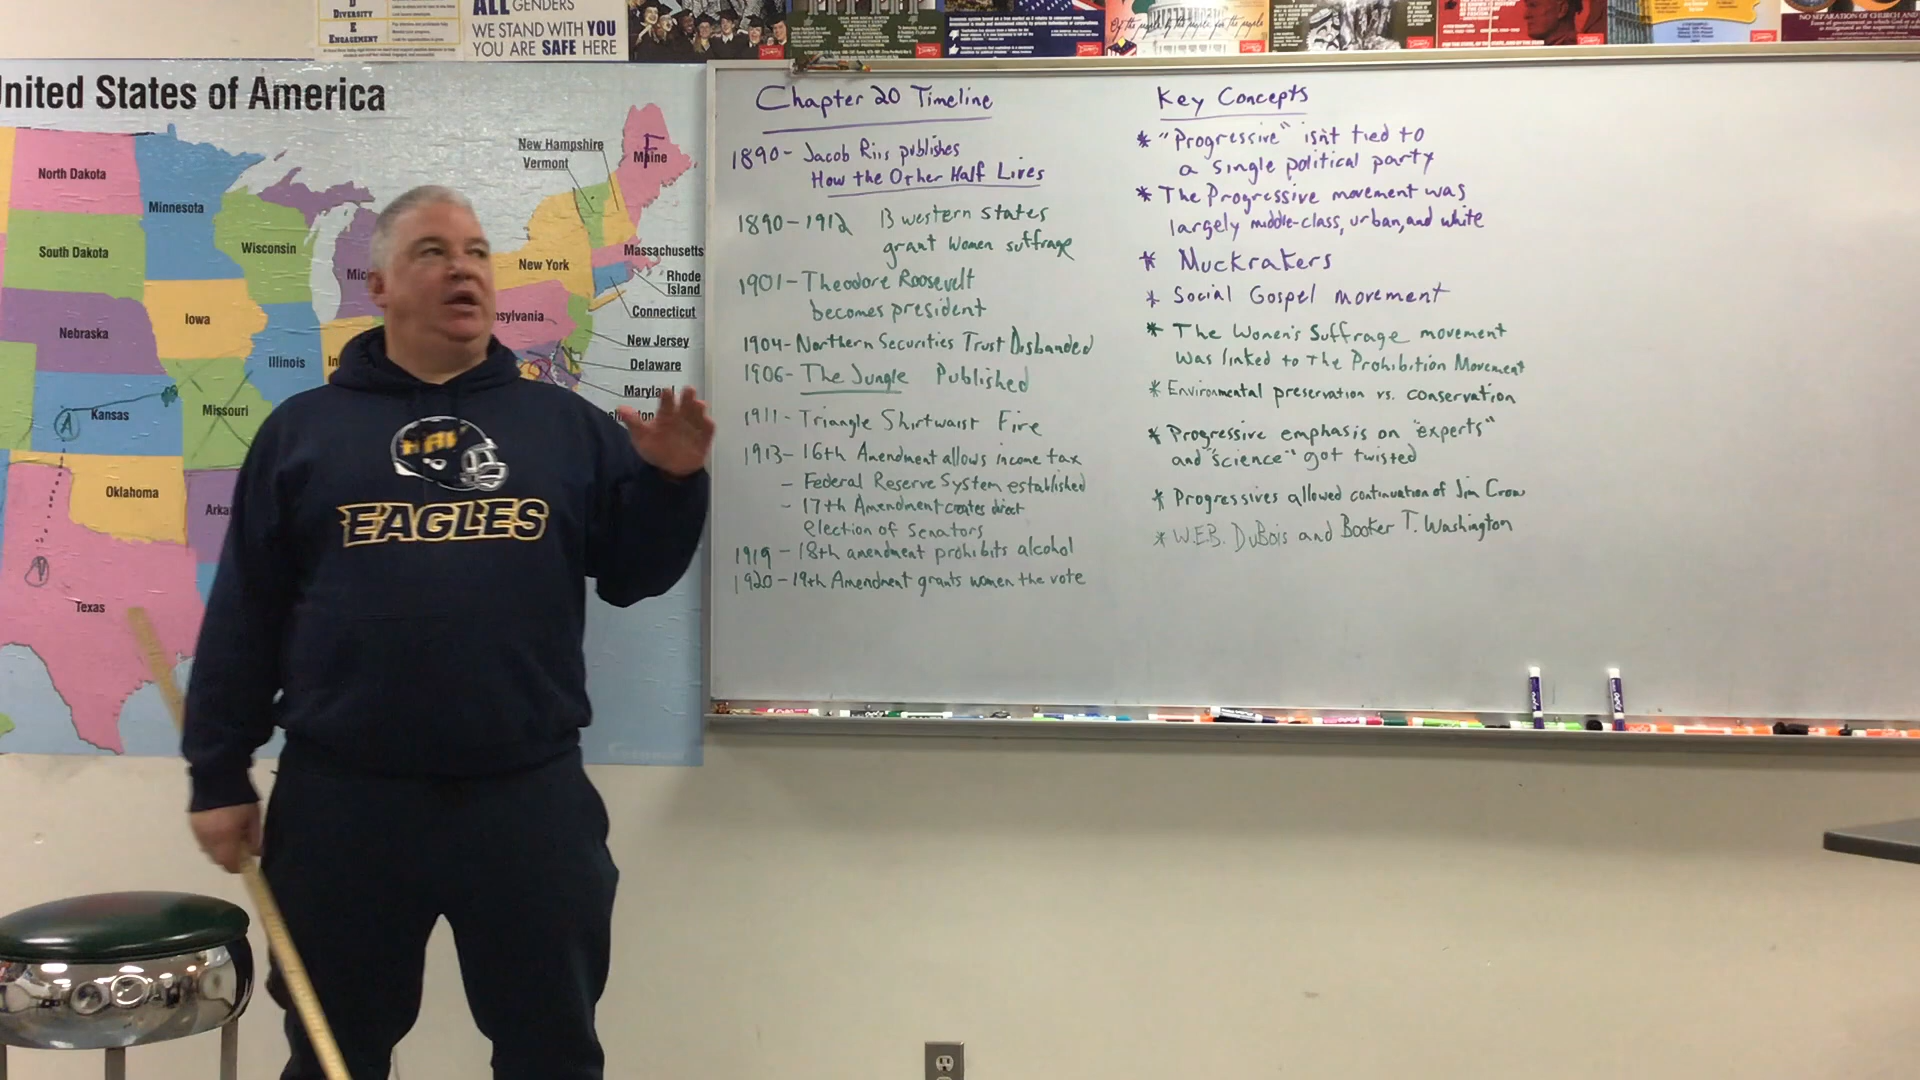 DIVERSITY
ENGAGEMENT
ALL GENDERS
WE STAND WITH YOU
YOU ARE SAFE HERE
United States of America
North Dakota
Minnesota
South Dakota
Wisconsin
Nebraska
Iowa
Illinois
Kansas
Missouri
Oklahoma
Texas
A
New Hampshire
Vermont
Maine
F
Massachusetts
New York
Rhode
Island
Connecticut
New Jersey
Delaware
EAGLES
Chapter 20 Timeline
1890- Jacob Riis publishes
How the Other Half Lives
1890-1912 13 western states
grant women suffrage
1901- Theodore Roosevelt
becomes president
1904- Northern Securities Trust Disbanded
1906- The Jungle Published
1911- Triangle Shirtwaist Fire
1913- 16th Amendment allows income tax
- Federal Reserve System established
- 17th Amendment creates direct
election of Senators
1919 - 18th amendment prohibits alcohol
1920 - 19th Amendment grants women the vote
Key Concepts
* "Progressive" isn't tied to
a single political party
* The Progressive movement was
largely middle-class, urban, and white
* Muckrakers
* Social Gospel movement
* The Women's Suffrage movement
was linked to the Prohibition Movement
* Environmental preservation vs. conservation
* Progressive emphasis on "experts"
and "science" got twisted
* Progressives allowed continuation of Jim Crow
* W.E.B. DuBois and Booker T. Washington